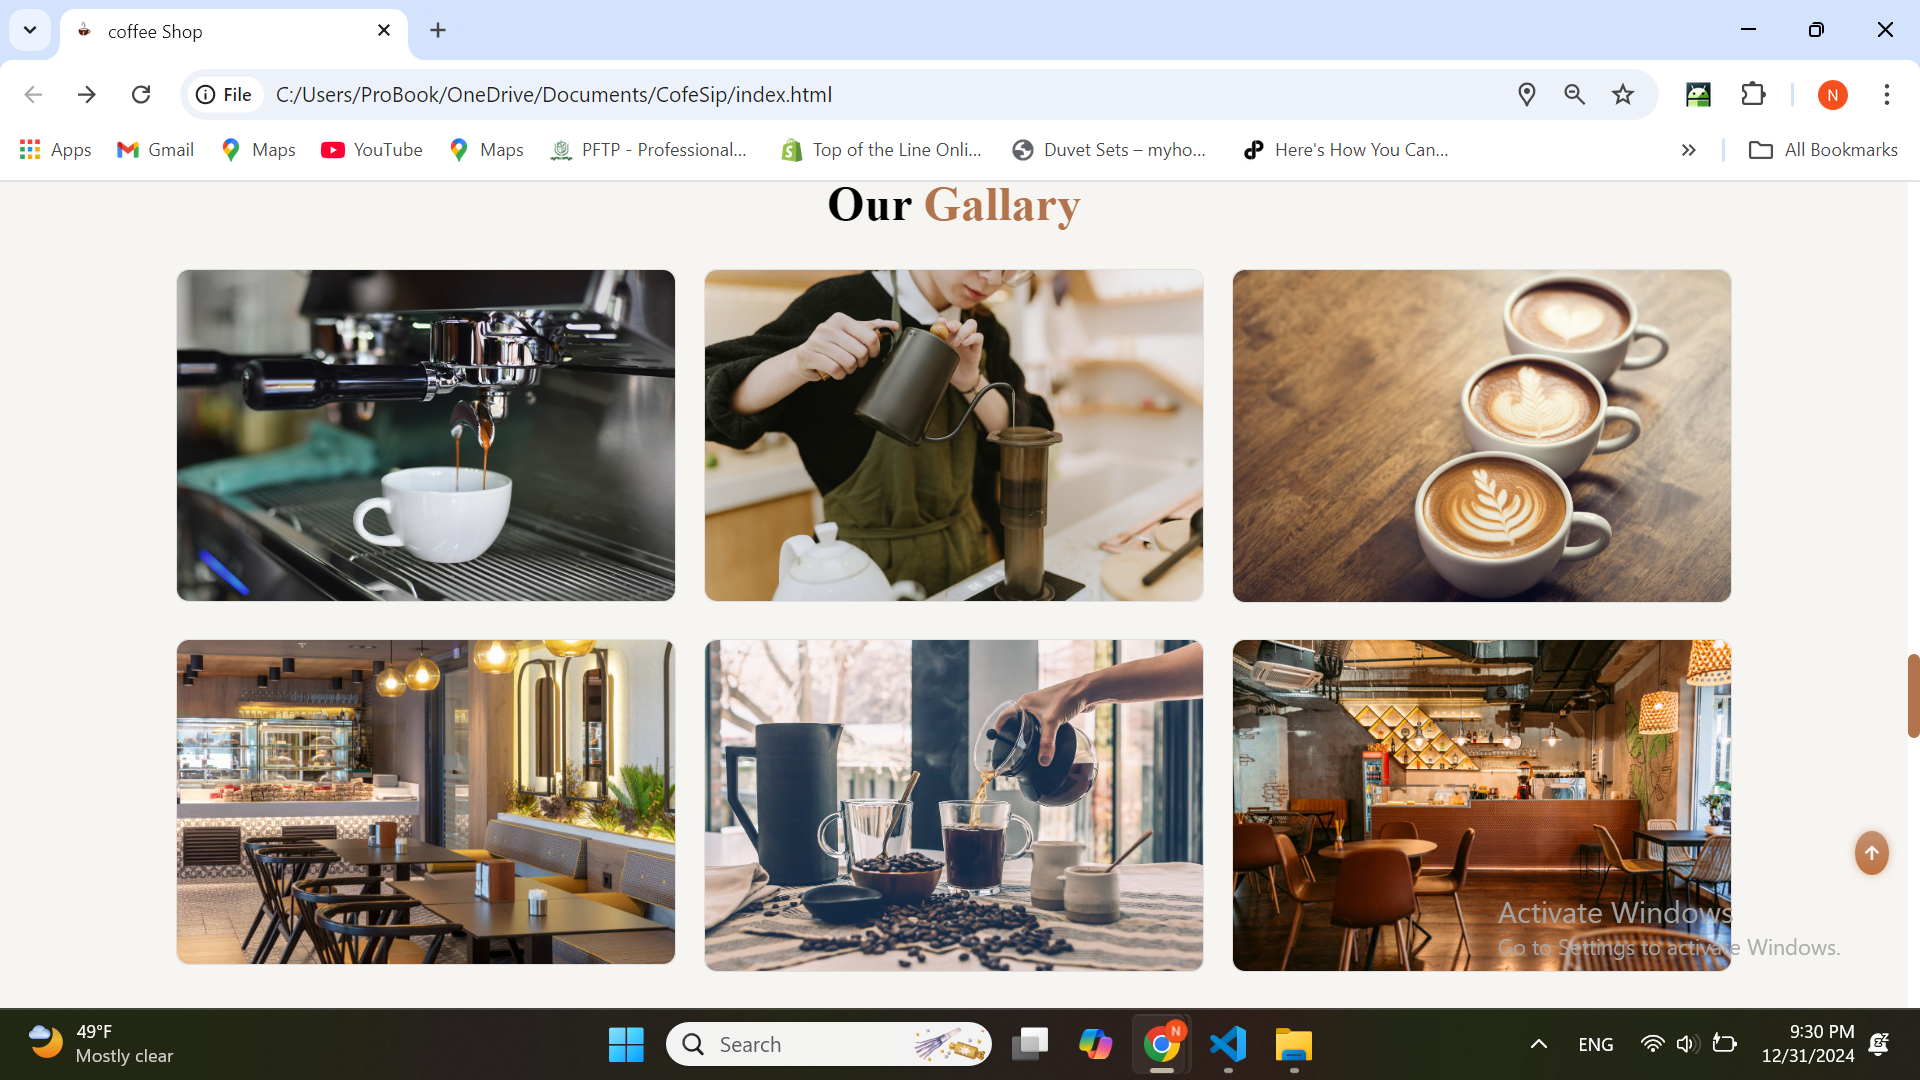 coffee Shop
File
C:/Users/ProBook/OneDrive/Documents/CofeSip/index.html
N
Apps
Gmail
Maps
YouTube
Maps
PFTP - Professional...
Top of the Line Onli...
Duvet Sets – myho...
Here's How You Can...
All Bookmarks
Our Gallary
Activate Windows
Go to Settings to activate Windows.
49°F
Mostly clear
Search
N
ENG
9:30 PM
12/31/2024